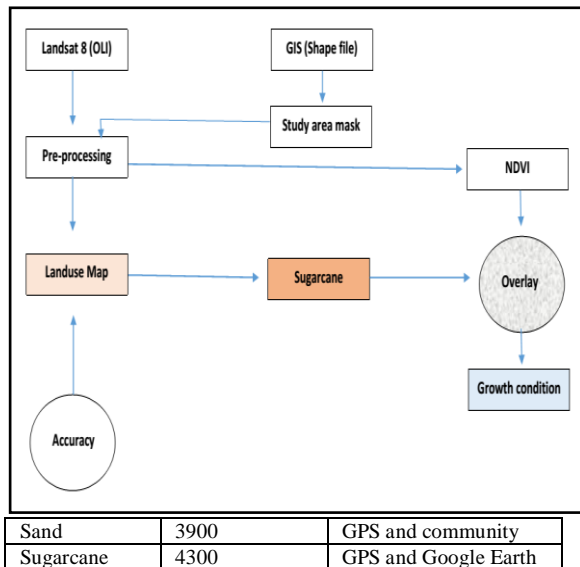 Landsat 8 (OLI)
GIS (Shape file)
Study area mask
Pre-processing
NDVI
Landuse Map
Sugarcane
Overlay
Growth condition
Accuracy
Sand 3900 GPS and community
Sugarcane 4300 GPS and Google Earth